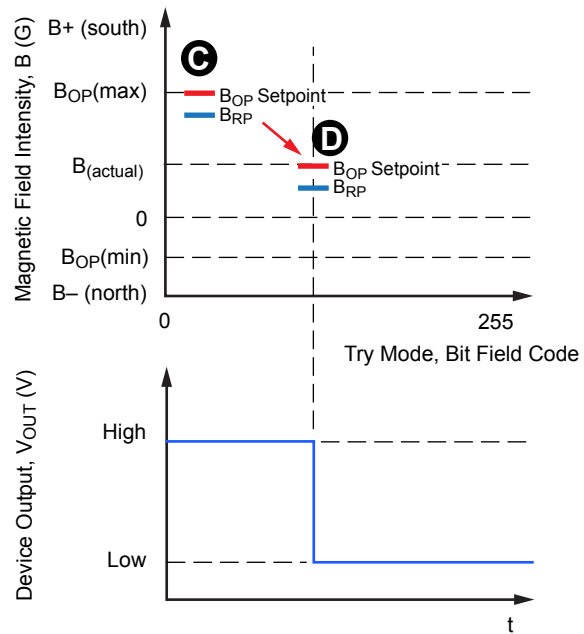 Magnetic Field Intensity, B (G)
B+ (south)
C
BOP(max)
BOP Setpoint
BRP
D
B(actual)
BOP Setpoint
BRP
0
BOP(min)
B– (north)
0 255
Try Mode, Bit Field Code
Device Output, VOUT (V)
High
Low
t